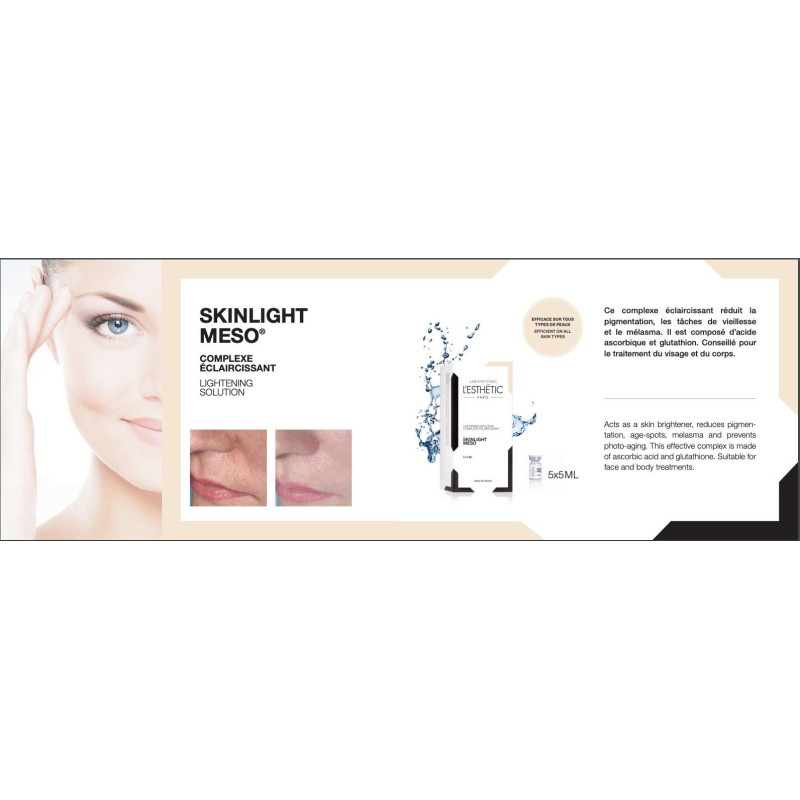 SKINLIGHT
MESO®
COMPLEXE
ÉCLAIRCISSANT
LIGHTENING
SOLUTION
EFFICACE SUR TOUS
TYPES DE PEAUX
EFFICIENT ON ALL
SKIN TYPES
LABORATOIRES
L'ESTHÉTIC
PARIS
SKINLIGHT
MESO
5x5ML
Ce complexe éclaircissant réduit la
pigmentation, les tâches de vieillesse
et le mélasma. Il est composé d'acide
ascorbique et glutathion. Conseillé pour
le traitement du visage et du corps.
Acts as a skin brightener, reduces pigmen-
tation, age-spots, melasma and prevents
photo-aging. This effective complex is made
of ascorbic acid and glutathione. Suitable for
face and body treatments.